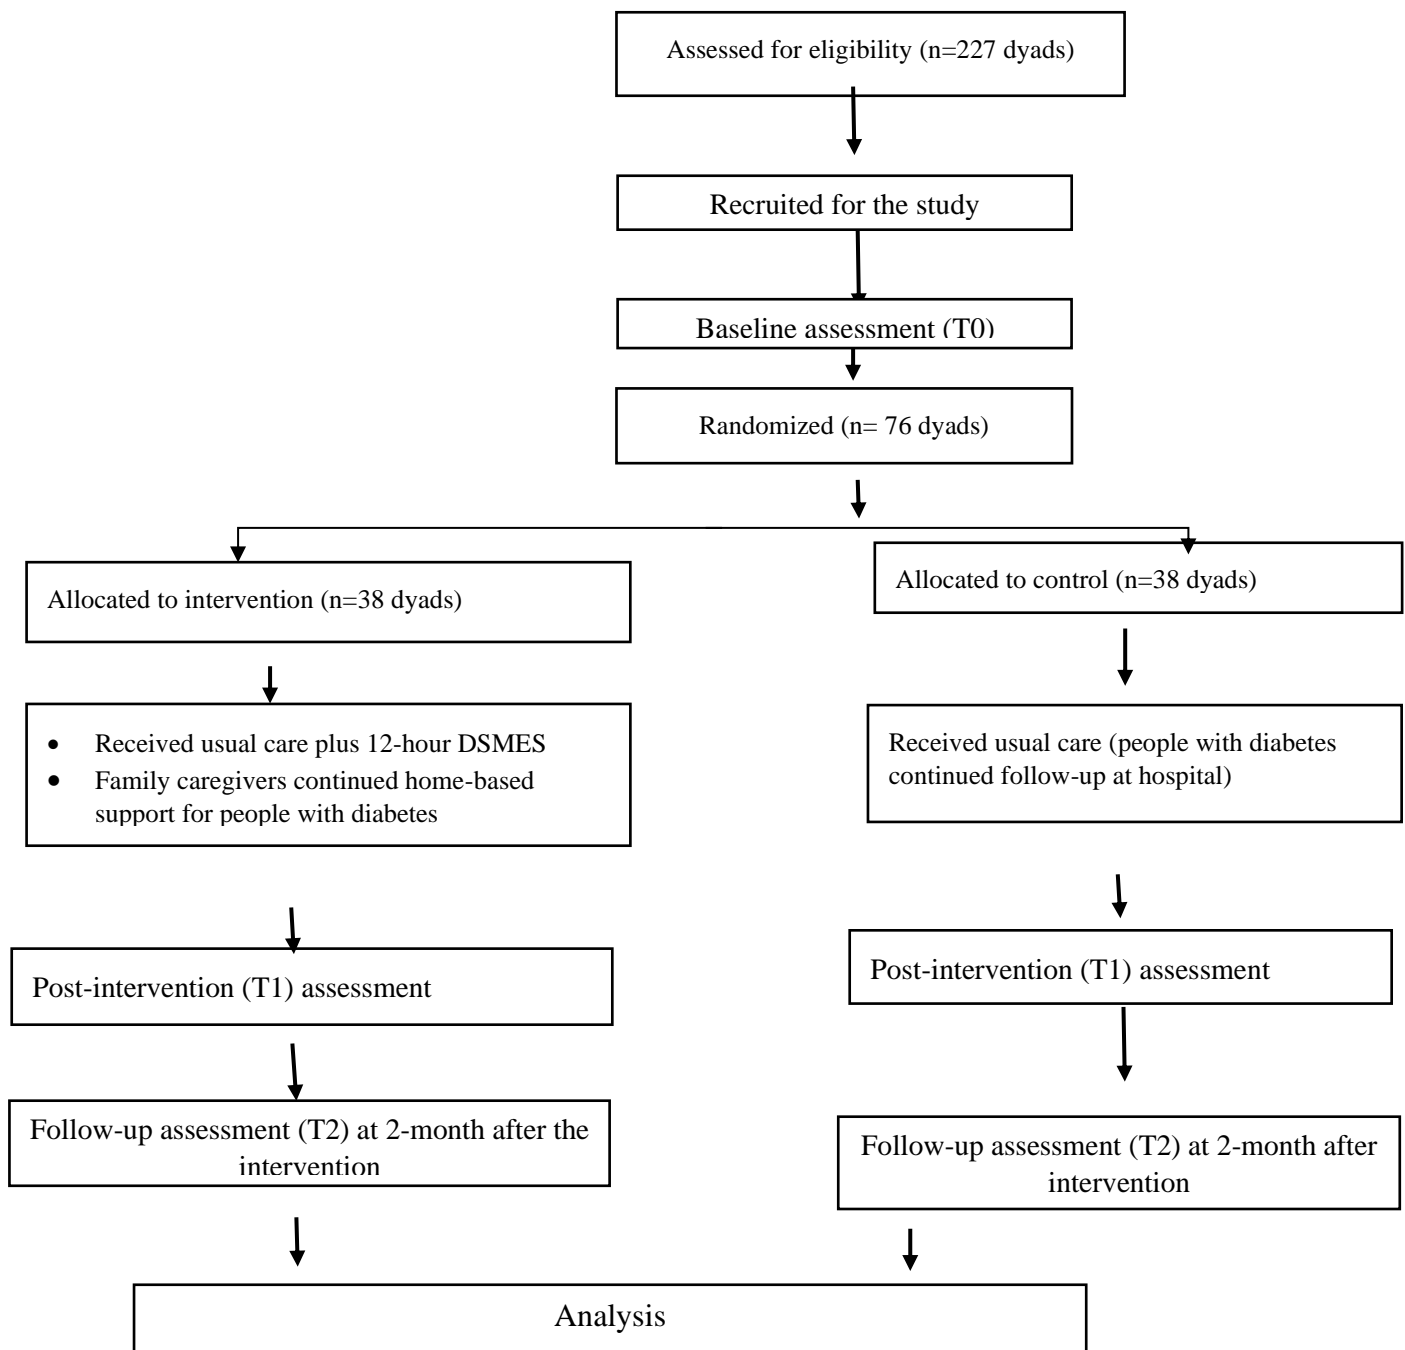 Assessed for eligibility (n=227 dyads)
Recruited for the study
Baseline assessment (T0)
Randomized (n= 76 dyads)
Allocated to intervention (n=38 dyads)
Allocated to control (n=38 dyads)
• Received usual care plus 12-hour DSMES
• Family caregivers continued home-based
support for people with diabetes
Received usual care (people with diabetes
continued follow-up at hospital)
Post-intervention (T1) assessment
Post-intervention (T1) assessment
Follow-up assessment (T2) at 2-month after the
intervention
Follow-up assessment (T2) at 2-month after
intervention
Analysis